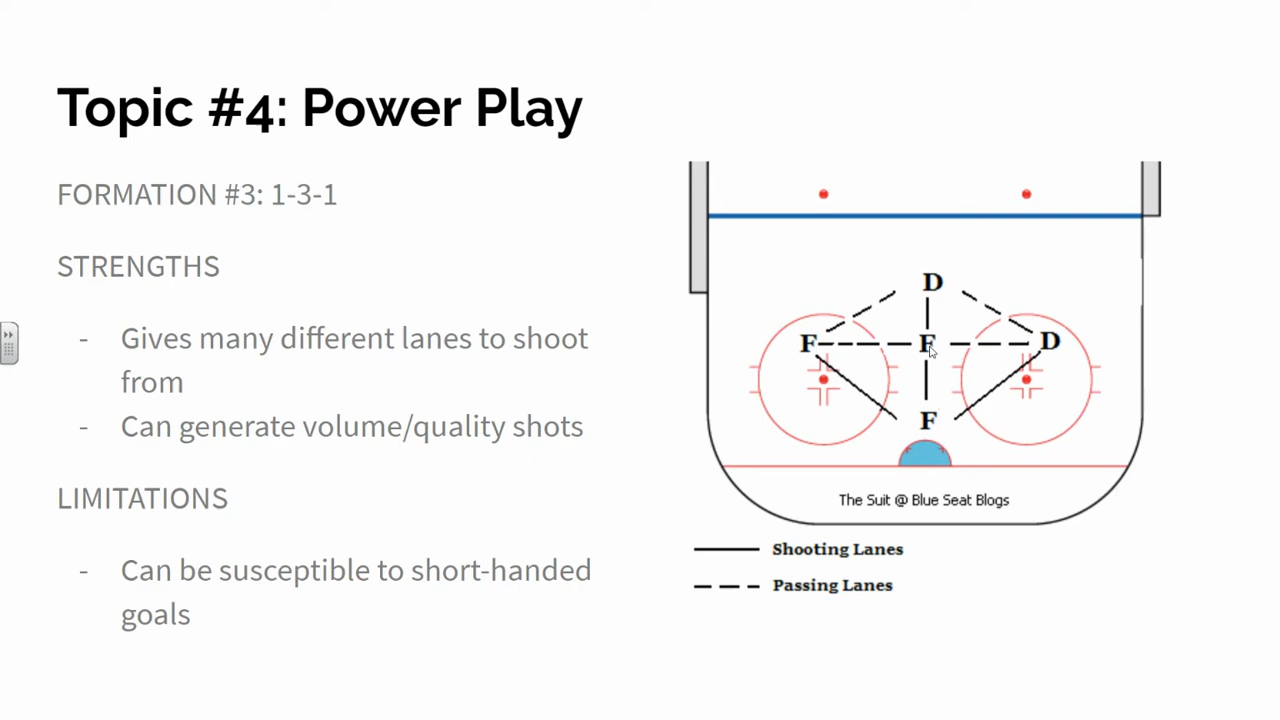 Topic #4: Power Play
FORMATION #3: 1-3-1
STRENGTHS
- Gives many different lanes to shoot
from
- Can generate volume/quality shots
LIMITATIONS
- Can be susceptible to short-handed
goals
D
F F D
F
The Suit @ Blue Seat Blogs
Shooting Lanes
Passing Lanes